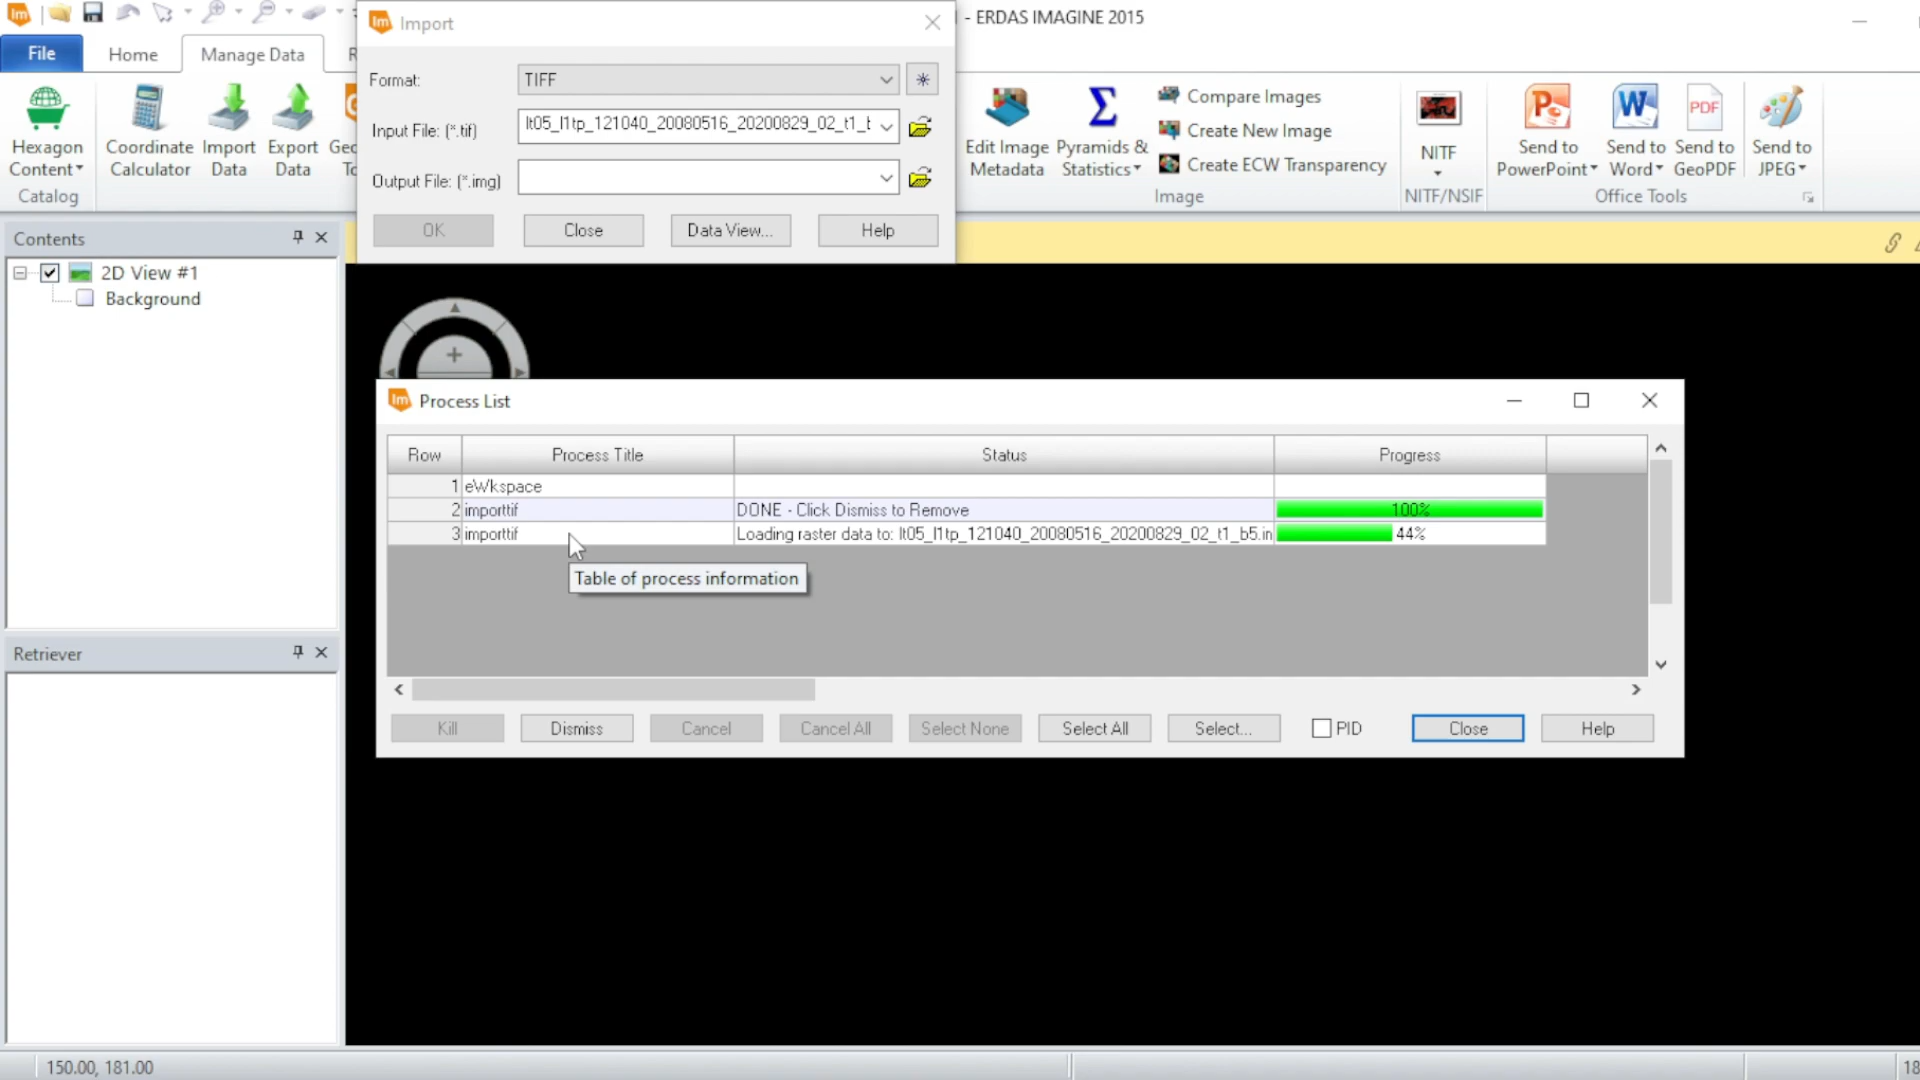 Im
- ERDAS IMAGINE 2015
File
Home
Manage Data
Hexagon
Content
Catalog
Coordinate
Calculator
Import
Data
Export
Data
Import
Format:
TIFF
Input File: (*.tif)
lt05_l1tp_121040_20080516_20200829_02_t1_
Output File: (*.img)
OK
Close
Data View...
Help
Edit Image
Metadata
Pyramids &
Statistics
Compare Images
Create New Image
Create ECW Transparency
Image
NITF
NITF/NSIF
Send to
PowerPoint
Send to
Word
PDF
Send to
GeoPDF
Send to
JPEG
Office Tools
Contents
2D View #1
Background
Retriever
Im Process List
Row Process Title Status Progress
1 eWkspace
2 importtif DONE - Click Dismiss to Remove 100%
3 importtif Loading raster data to: lt05_l1tp_121040_20080516_20200829_02_t1_b5.in 44%
Table of process information
Kill
Dismiss
Cancel
Cancel All
Select None
Select All
Select...
PID
Close
Help
150.00, 181.00